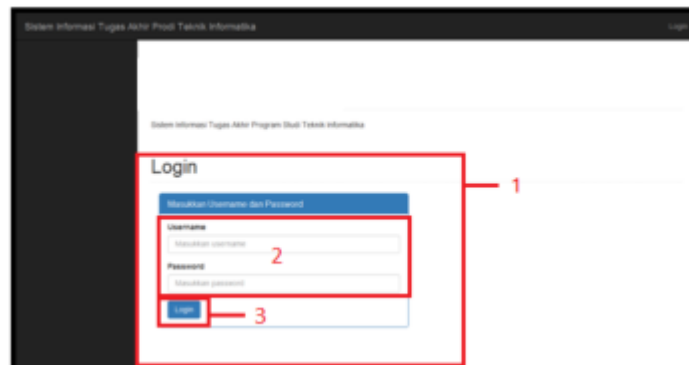 Sistem Informasi Tugas Akhir Prodi Teknik Informatika
Login
Sistem Informasi Tugas Akhir Program Studi Teknik Informatika
Login
1
Masukkan Username dan Password
Username
Masukkan username
2
Password
Masukkan password
Login
3